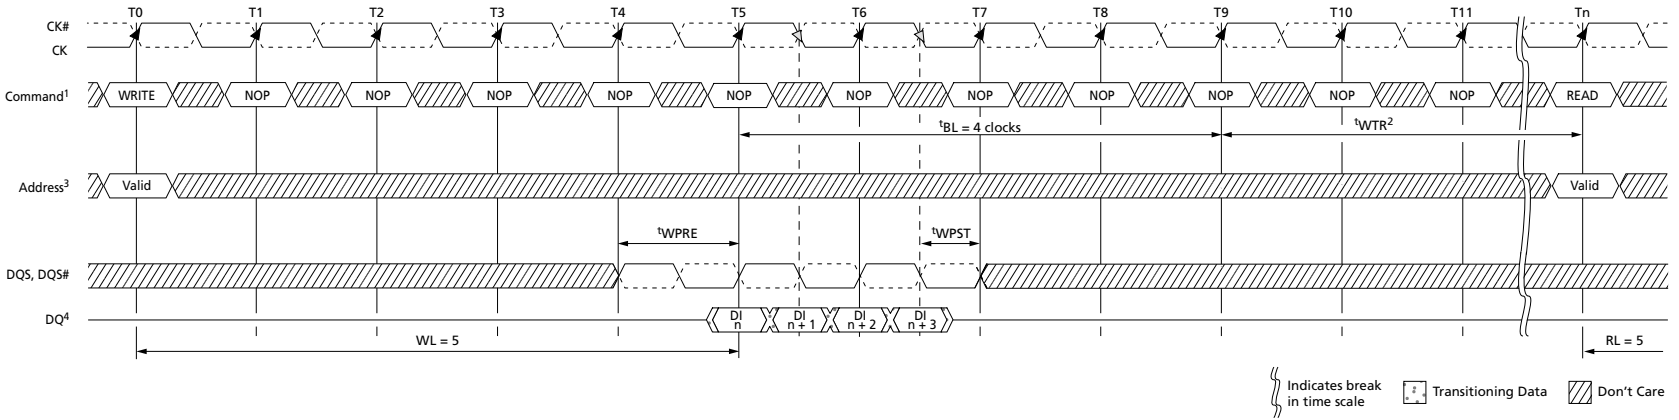 T0 T1 T2 T3 T4 T5 T6 T7 T8 T9 T10 T11 Tn
CK#
CK
Command1 WRITE NOP NOP NOP NOP NOP NOP NOP NOP NOP NOP NOP READ
tBL = 4 clocks tWTR2
Address3 Valid Valid
tWPRE tWPST
DQS, DQS#
DQ4 DI n DI n + 1 DI n + 2 DI n + 3
WL = 5 RL = 5
Indicates break
in time scale
Transitioning Data
Don't Care